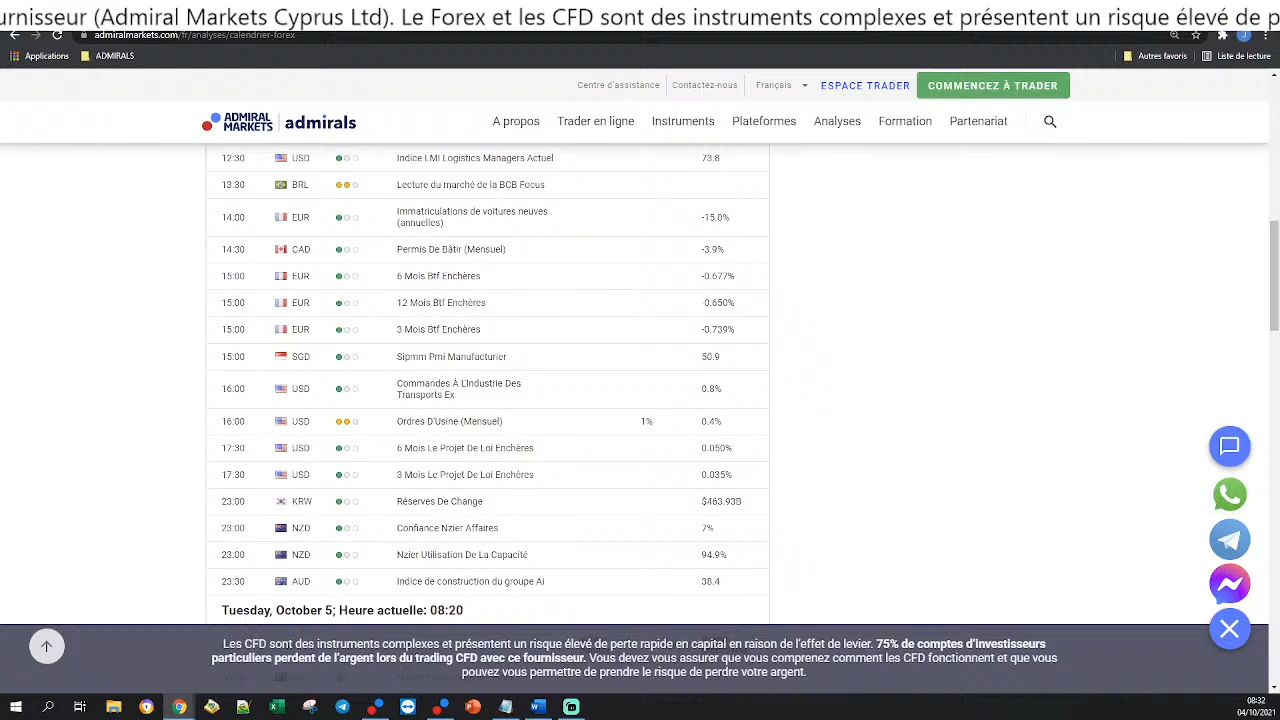 urnisseur (Admiral Markets Cyprus Ltd). Le Forex et les CFD sont des instruments complexes et présentent un risque élevé de p
admiralmarkets.com/fr/analyses/calendrier-forex
Applications ADMIRALS Autres favoris Liste de lecture
Centre d'assistance Contactez-nous Français ESPACE TRADER COMMENCEZ À TRADER
ADMIRAL MARKETS admirals A propos Trader en ligne Instruments Plateformes Analyses Formation Partenariat
12:30 USD Indice LMI Logistics Managers Actuel 73.8
13:30 BRL Lecture du marché de la BCB Focus
14:00 EUR Immatriculations de voitures neuves (annuelles) -15.0%
14:30 CAD Permis De Bâtir (Mensuel) -3.9%
15:00 EUR 6 Mois Btf Enchères -0.677%
15:00 EUR 12 Mois Btf Enchères -0.650%
15:00 EUR 3 Mois Btf Enchères -0.739%
15:00 SGD Sipmm Pmi Manufacturier 50.9
16:00 USD Commandes À L'Industrie Des Transports Ex 0.8%
16:00 USD Ordres D'Usine (Mensuel) 1% 0.4%
17:30 USD 6 Mois Le Projet De Loi Enchères 0.050%
17:30 USD 3 Mois Le Projet De Loi Enchères 0.035%
23:00 KRW Réserves De Change $463.93B
23:00 NZD Confiance Nzier Affaires 7%
23:00 NZD Nzier Utilisation De La Capacité 94.9%
23:30 AUD Indice de construction du groupe Ai 38.4
Tuesday, October 5; Heure actuelle: 08:20
Les CFD sont des instruments complexes et présentent un risque élevé de perte rapide en capital en raison de l'effet de levier. 75% de comptes d'investisseurs
particuliers perdent de l'argent lors du trading CFD avec ce fournisseur. Vous devez vous assurer que vous comprenez comment les CFD fonctionnent et que vous
pouvez vous permettre de prendre le risque de perdre votre argent.
08:32
04/10/2021